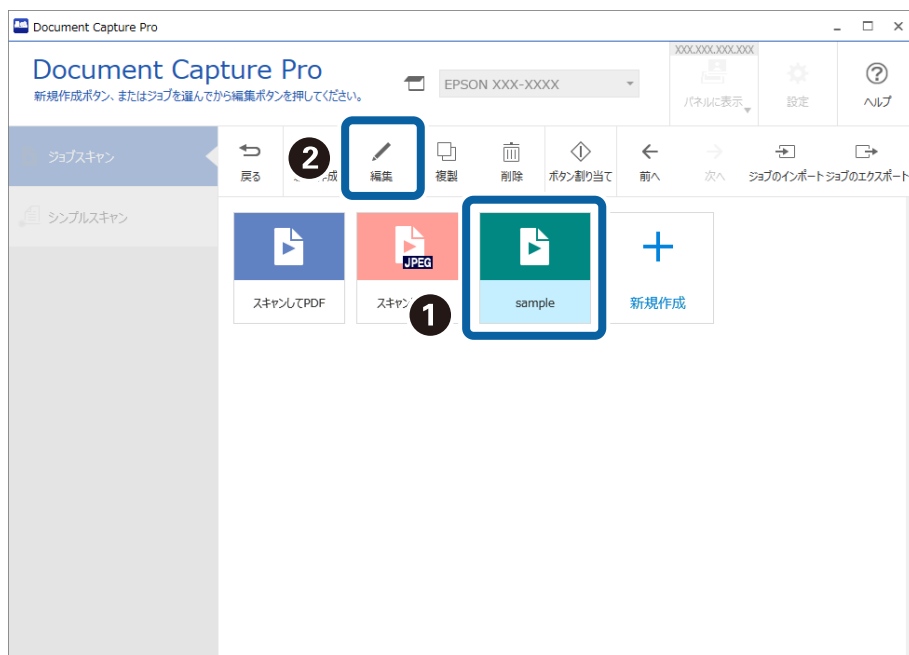 Document Capture Pro
Document Capture Pro
新規作成ボタン、またはジョブを選んでから編集ボタンを押してください。
EPSON XXX-XXXX
XXX.XXX.XXX.XXX
パネルに表示
設定
ヘルプ
ジョブスキャン
シンプルスキャン
戻る
2
成
編集
複製
削除
ボタン割り当て
前へ
次へ
ジョブのインポート
ジョブのエクスポート
JPEG
スキャンしてPDF
スキャン
1
sample
新規作成